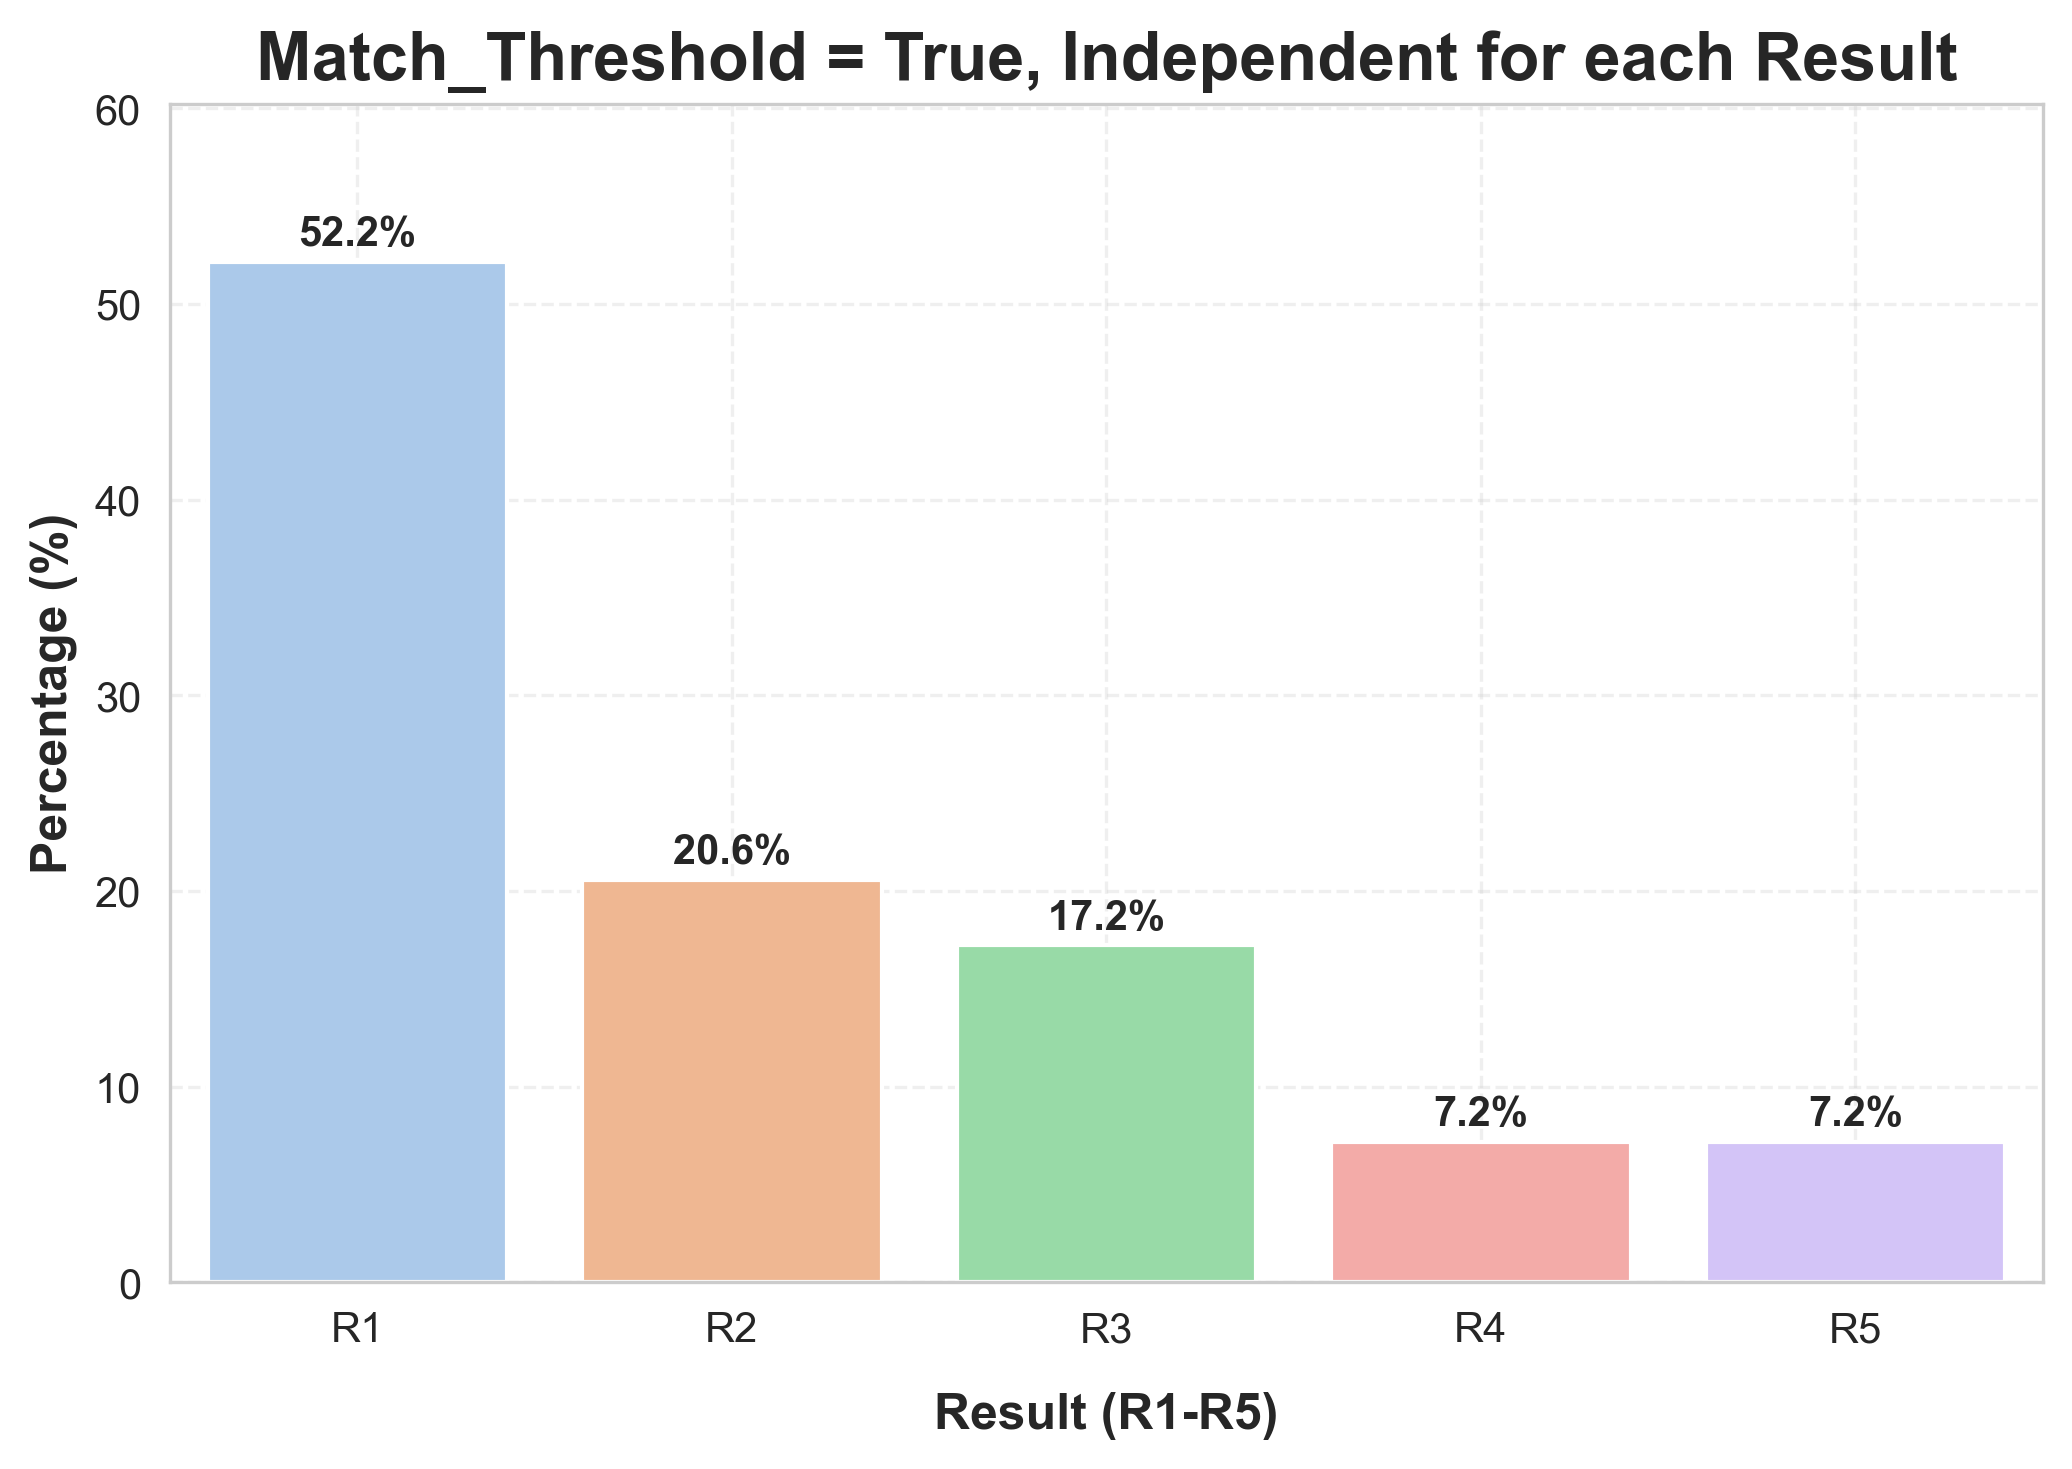 Match_Threshold = True, Independent for each Result
60
50
40
30
20
10
0
Percentage (%)
52.2%
20.6%
17.2%
7.2%
7.2%
R1
R2
R3
R4
R5
Result (R1-R5)